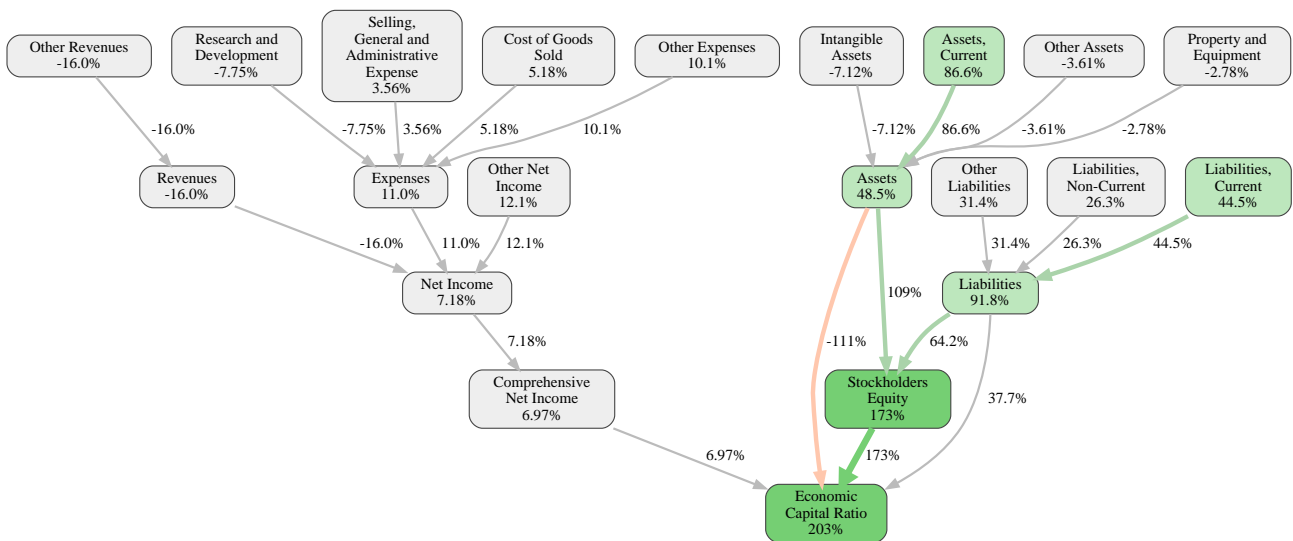 Other Revenues
-16.0%
Research and
Development
-7.75%
Selling,
General and
Administrative
Expense
3.56%
Cost of Goods
Sold
5.18%
Other Expenses
10.1%
Intangible
Assets
-7.12%
Assets,
Current
86.6%
Other Assets
-3.61%
Property and
Equipment
-2.78%
-16.0%
-7.75%
3.56%
5.18%
10.1%
-7.12%
86.6%
-3.61%
-2.78%
Revenues
-16.0%
Expenses
11.0%
Other Net
Income
12.1%
Assets
48.5%
Other
Liabilities
31.4%
Liabilities,
Non-Current
26.3%
Liabilities,
Current
44.5%
-16.0%
11.0%
12.1%
31.4%
26.3%
44.5%
Net Income
7.18%
109%
Liabilities
91.8%
7.18%
-111%
64.2%
Comprehensive
Net Income
6.97%
Stockholders
Equity
173%
37.7%
6.97%
173%
Economic
Capital Ratio
203%